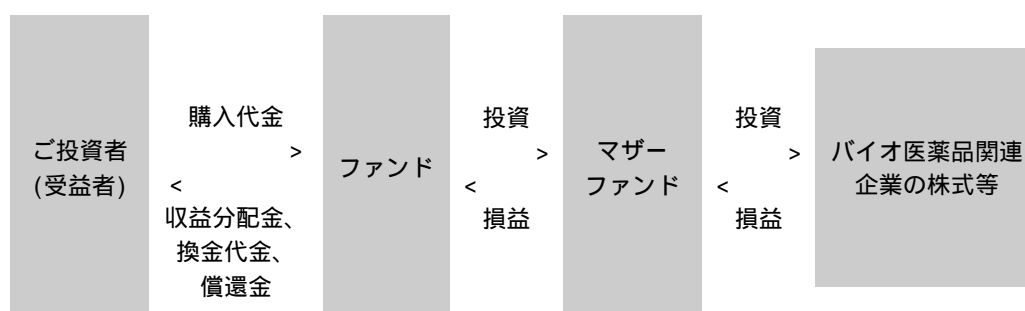 ご投資者
(受益者)
購入代金
>
<
収益分配金、
換金代金、
償還金
ファンド
投資
>
<
損益
マザー
ファンド
投資
>
<
損益
バイオ医薬品関連
企業の株式等